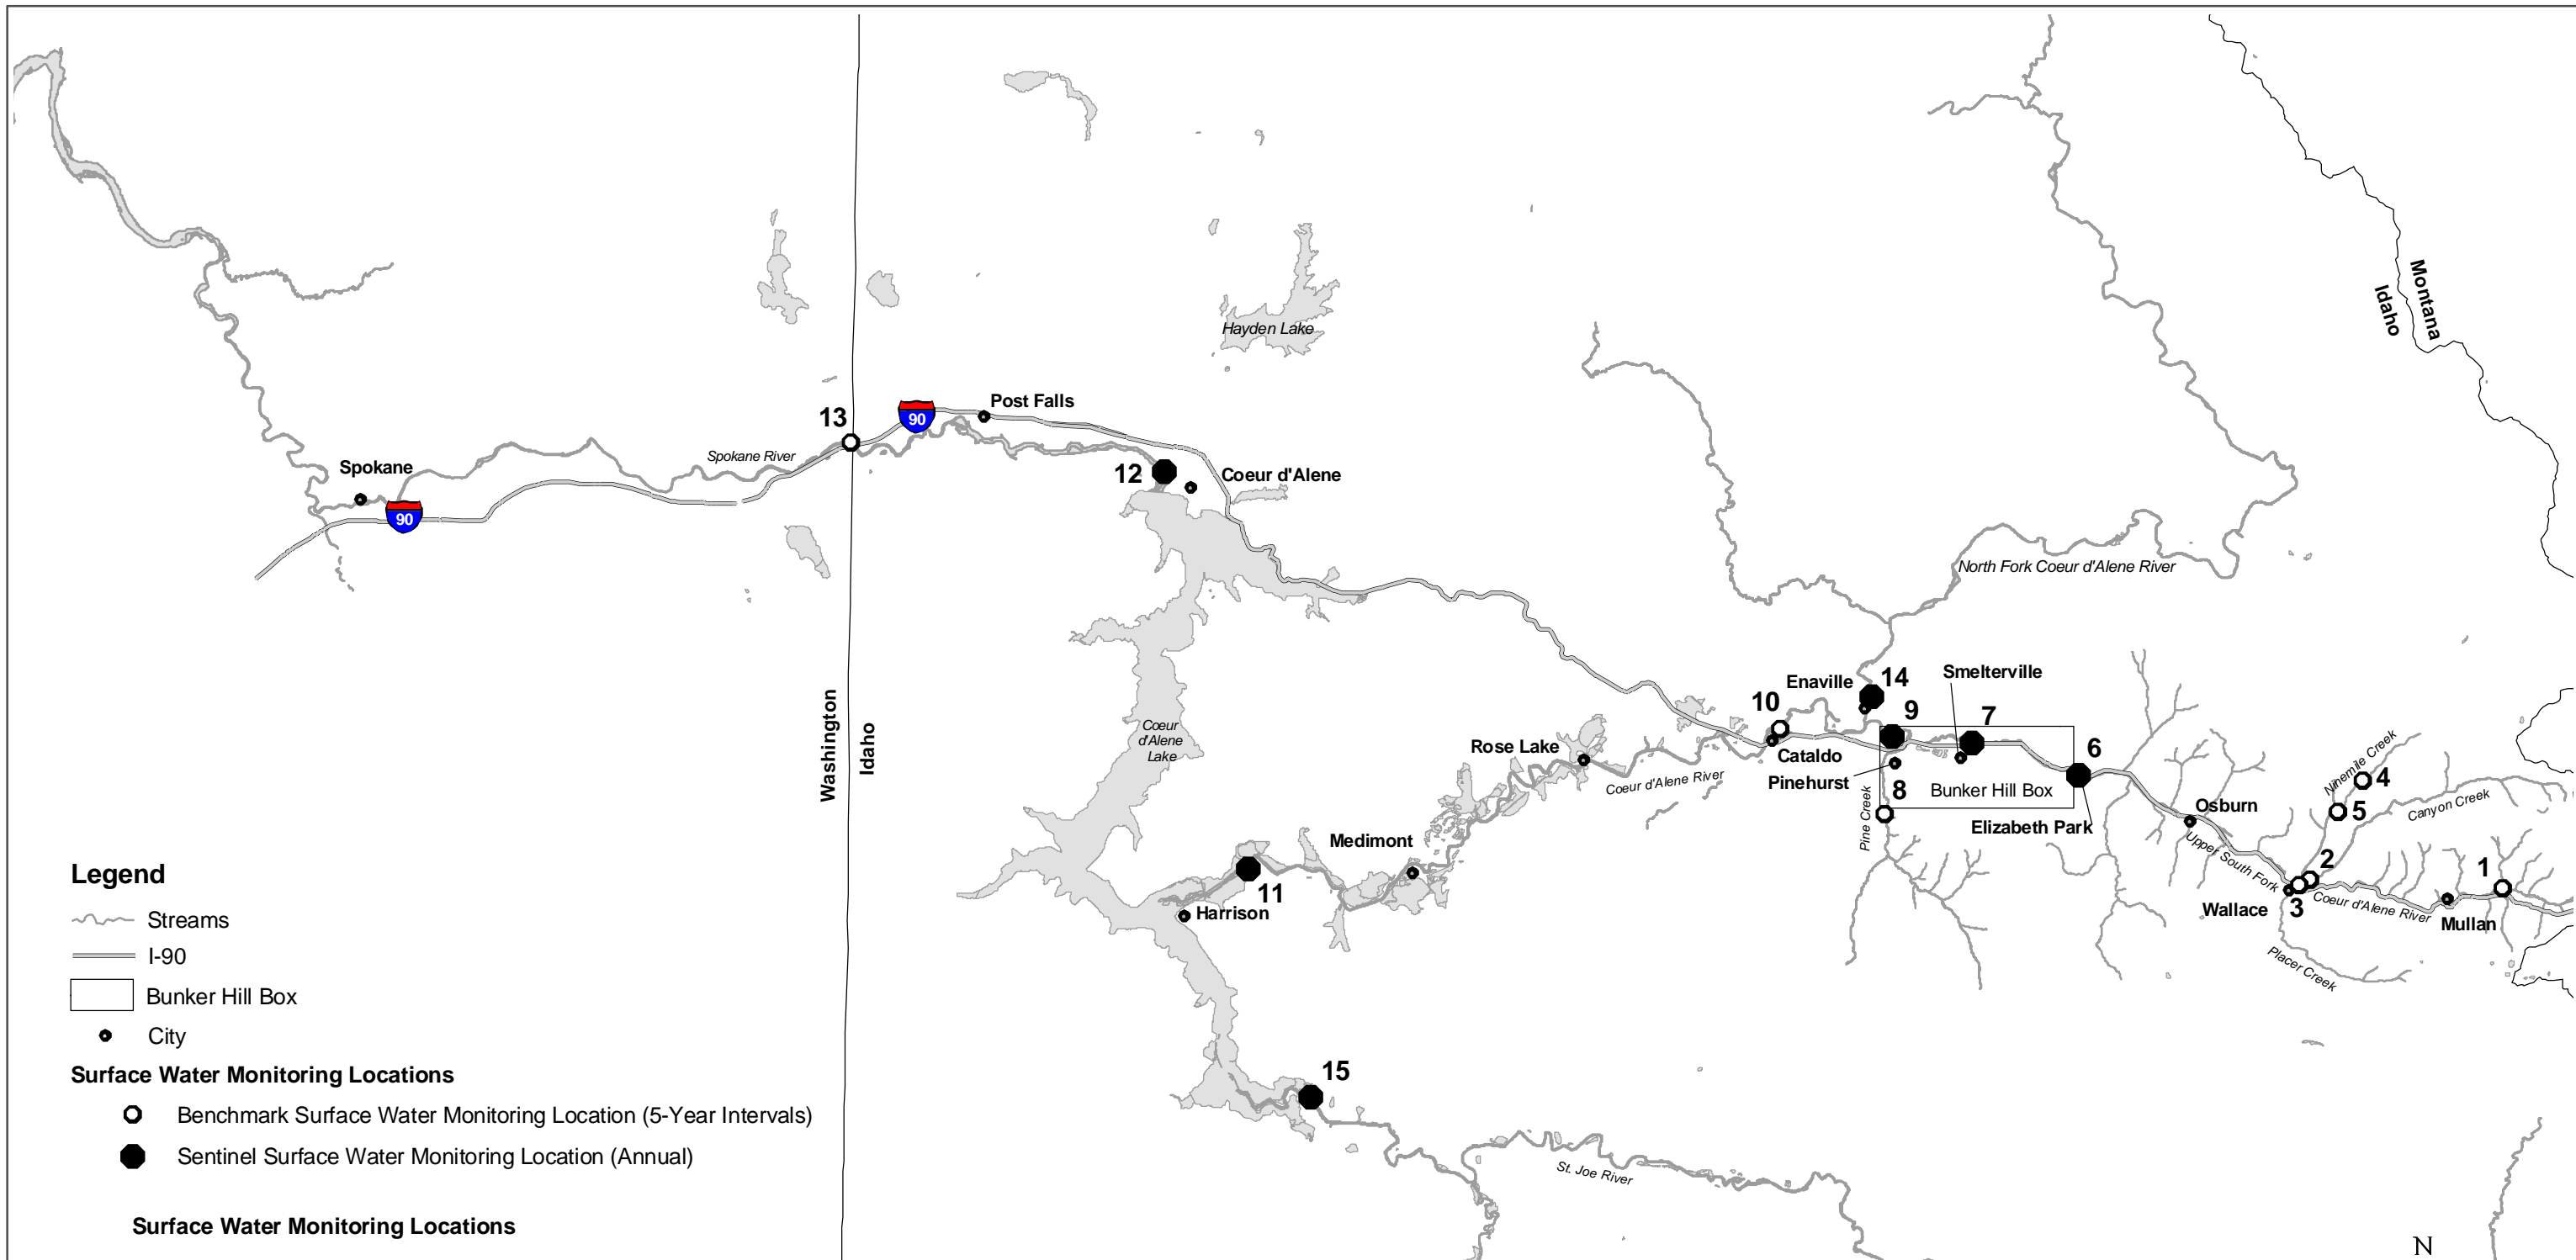 Montana
Idaho
Hayden Lake
Post Falls
13
90
Spokane River
Spokane
90
12
Coeur d'Alene
North Fork Coeur d'Alene River
Enaville
14
Smelterville
10
9
7
6
Washington
Idaho
Coeur
d'Alene
Lake
Rose Lake
Cataldo
Pinehurst
Coeur d'Alene River
8
Bunker Hill Box
Pine Creek
Elizabeth Park
Ninemile Creek
4
5
Canyon Creek
Osburn
Upper South Fork
Medimont
2
1
11
Harrison
Wallace
3
Coeur d'Alene River
Mullan
Placer Creek
15
St. Joe River
Legend
Streams
I-90
Bunker Hill Box
City
Surface Water Monitoring Locations
Benchmark Surface Water Monitoring Location (5-Year Intervals)
Sentinel Surface Water Monitoring Location (Annual)
Surface Water Monitoring Locations
N